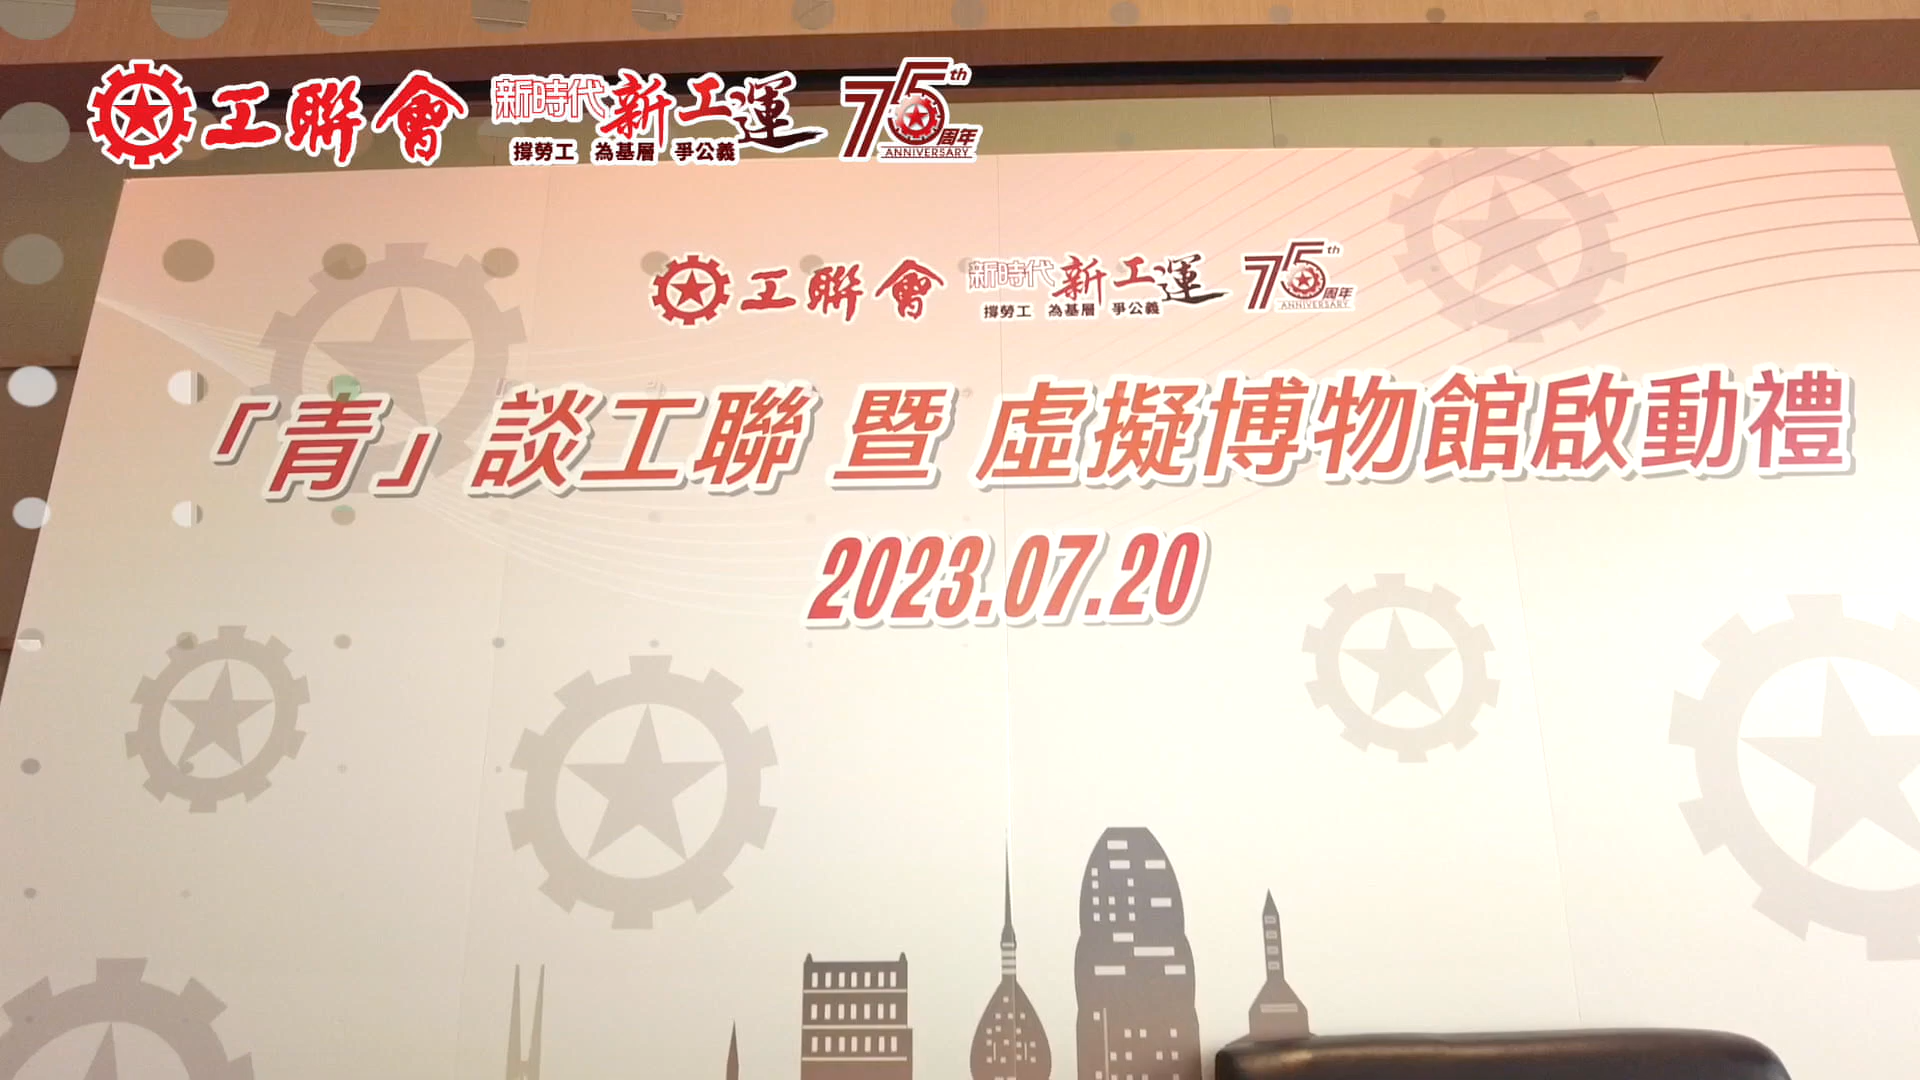 工聯會 新時代 新工運 75th 周年
撐勞工 為基層 爭公義 ANNIVERSARY
工聯會 新時代 新工運 75th 周年
撐勞工 為基層 爭公義 ANNIVERSARY
「青」談工聯 暨 虛擬博物館啟動禮
2023.07.20